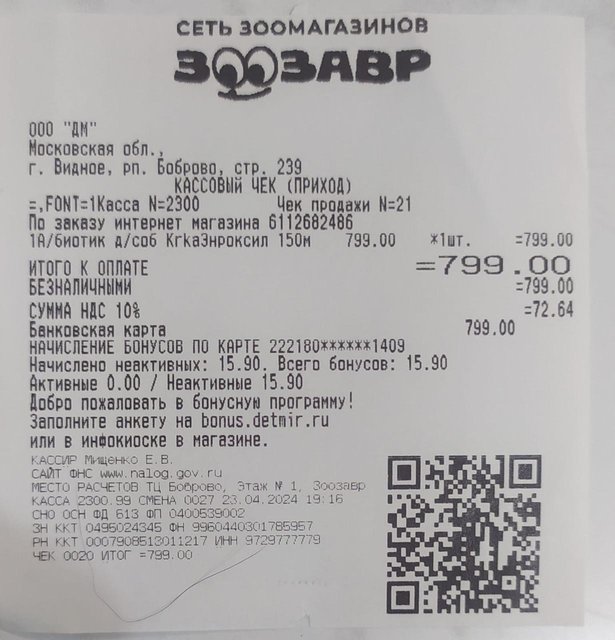 СЕТЬ ЗООМАГАЗИНОВ
ЗООЗАВР
ООО "ДМ"
Московская обл.,
г. Видное, рп. Боброво, стр. 239
КАССОВЫЙ ЧЕК (ПРИХОД)
=,FONT=1Касса N=2300 Чек продажи N=21
По заказу интернет магазина 6112682486
1А/биотик д/соб KrkaЭнроксил 150м 799.00 *1шт. =799.00
ИТОГО К ОПЛАТЕ =799.00
БЕЗНАЛИЧНЫМИ =799.00
СУММА НДС 10% =72.64
Банковская карта 799.00
НАЧИСЛЕНИЕ БОНУСОВ ПО КАРТЕ 222180******1409
Начислено неактивных: 15.90. Всего бонусов: 15.90
Активные 0.00 / Неактивные 15.90
Добро пожаловать в бонусную программу!
Заполните анкету на bonus.detmir.ru
или в инфокиоске в магазине.
КАССИР Мищенко Е.В.
САЙТ ФНС www.nalog.gov.ru
МЕСТО РАСЧЕТОВ ТЦ Боброво, Этаж № 1, Зоозавр
КАССА 2300.99 СМЕНА 0027 23.04.2024 19:16
СНО ОСН ФД 613 ФП 0400539002
ЗН ККТ 0495024345 ФН 9960440301785957
РН ККТ 0007908513011217 ИНН 9729777779
ЧЕК 0020 ИТОГ =799.00